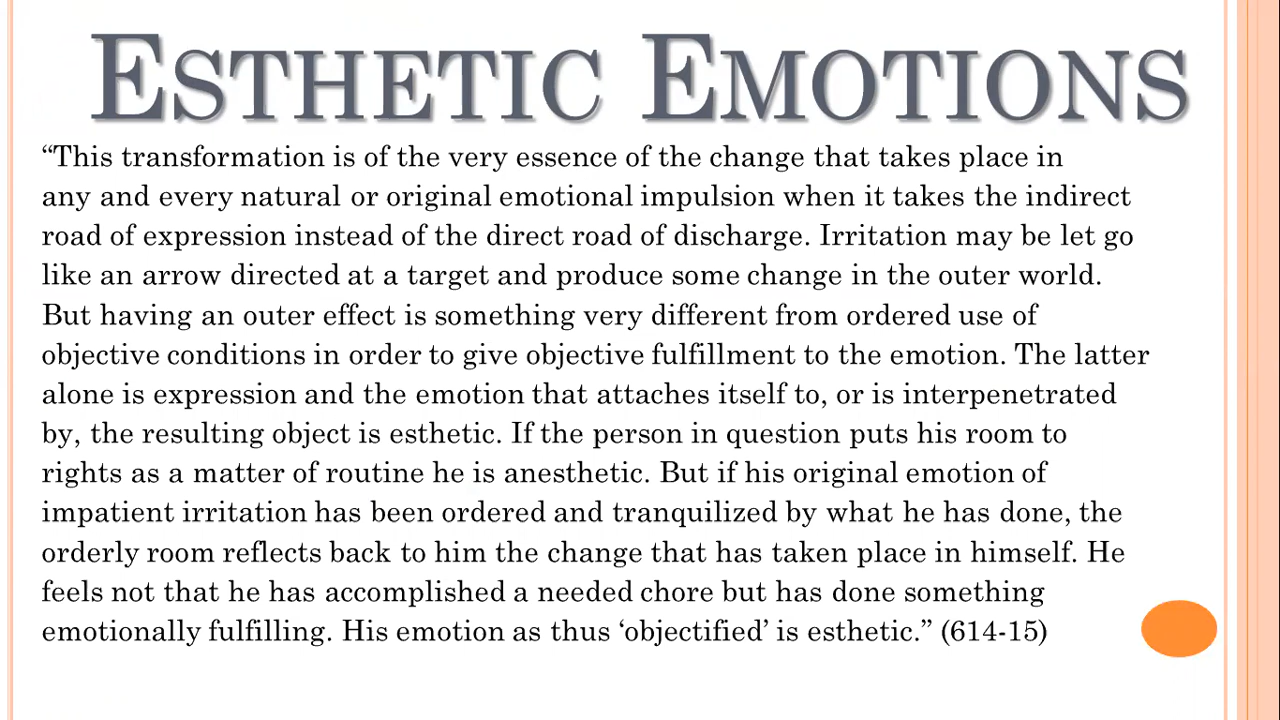 ESTHETIC EMOTIONS
“This transformation is of the very essence of the change that takes place in
any and every natural or original emotional impulsion when it takes the indirect
road of expression instead of the direct road of discharge. Irritation may be let go
like an arrow directed at a target and produce some change in the outer world.
But having an outer effect is something very different from ordered use of
objective conditions in order to give objective fulfillment to the emotion. The latter
alone is expression and the emotion that attaches itself to, or is interpenetrated
by, the resulting object is esthetic. If the person in question puts his room to
rights as a matter of routine he is anesthetic. But if his original emotion of
impatient irritation has been ordered and tranquilized by what he has done, the
orderly room reflects back to him the change that has taken place in himself. He
feels not that he has accomplished a needed chore but has done something
emotionally fulfilling. His emotion as thus ‘objectified’ is esthetic.” (614-15)